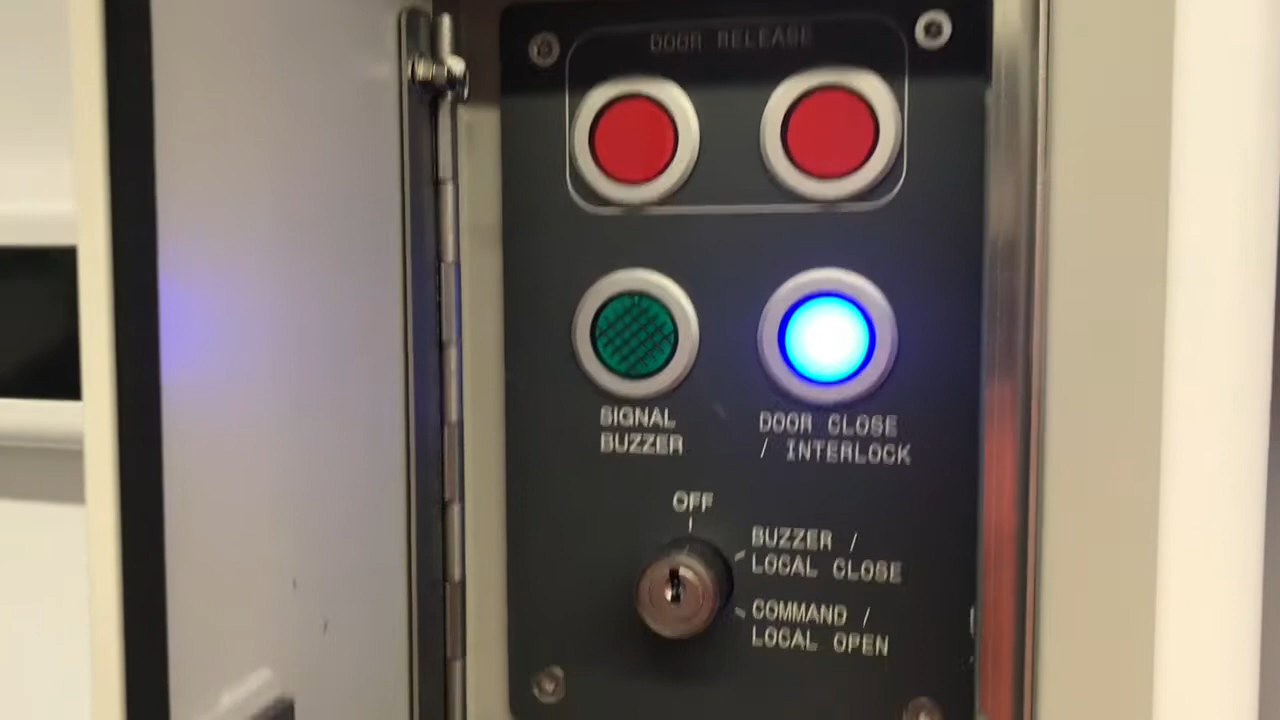 DOOR RELEASE
SIGNAL
BUZZER
DOOR CLOSE
/ INTERLOCK
OFF
BUZZER /
LOCAL CLOSE
COMMAND /
LOCAL OPEN